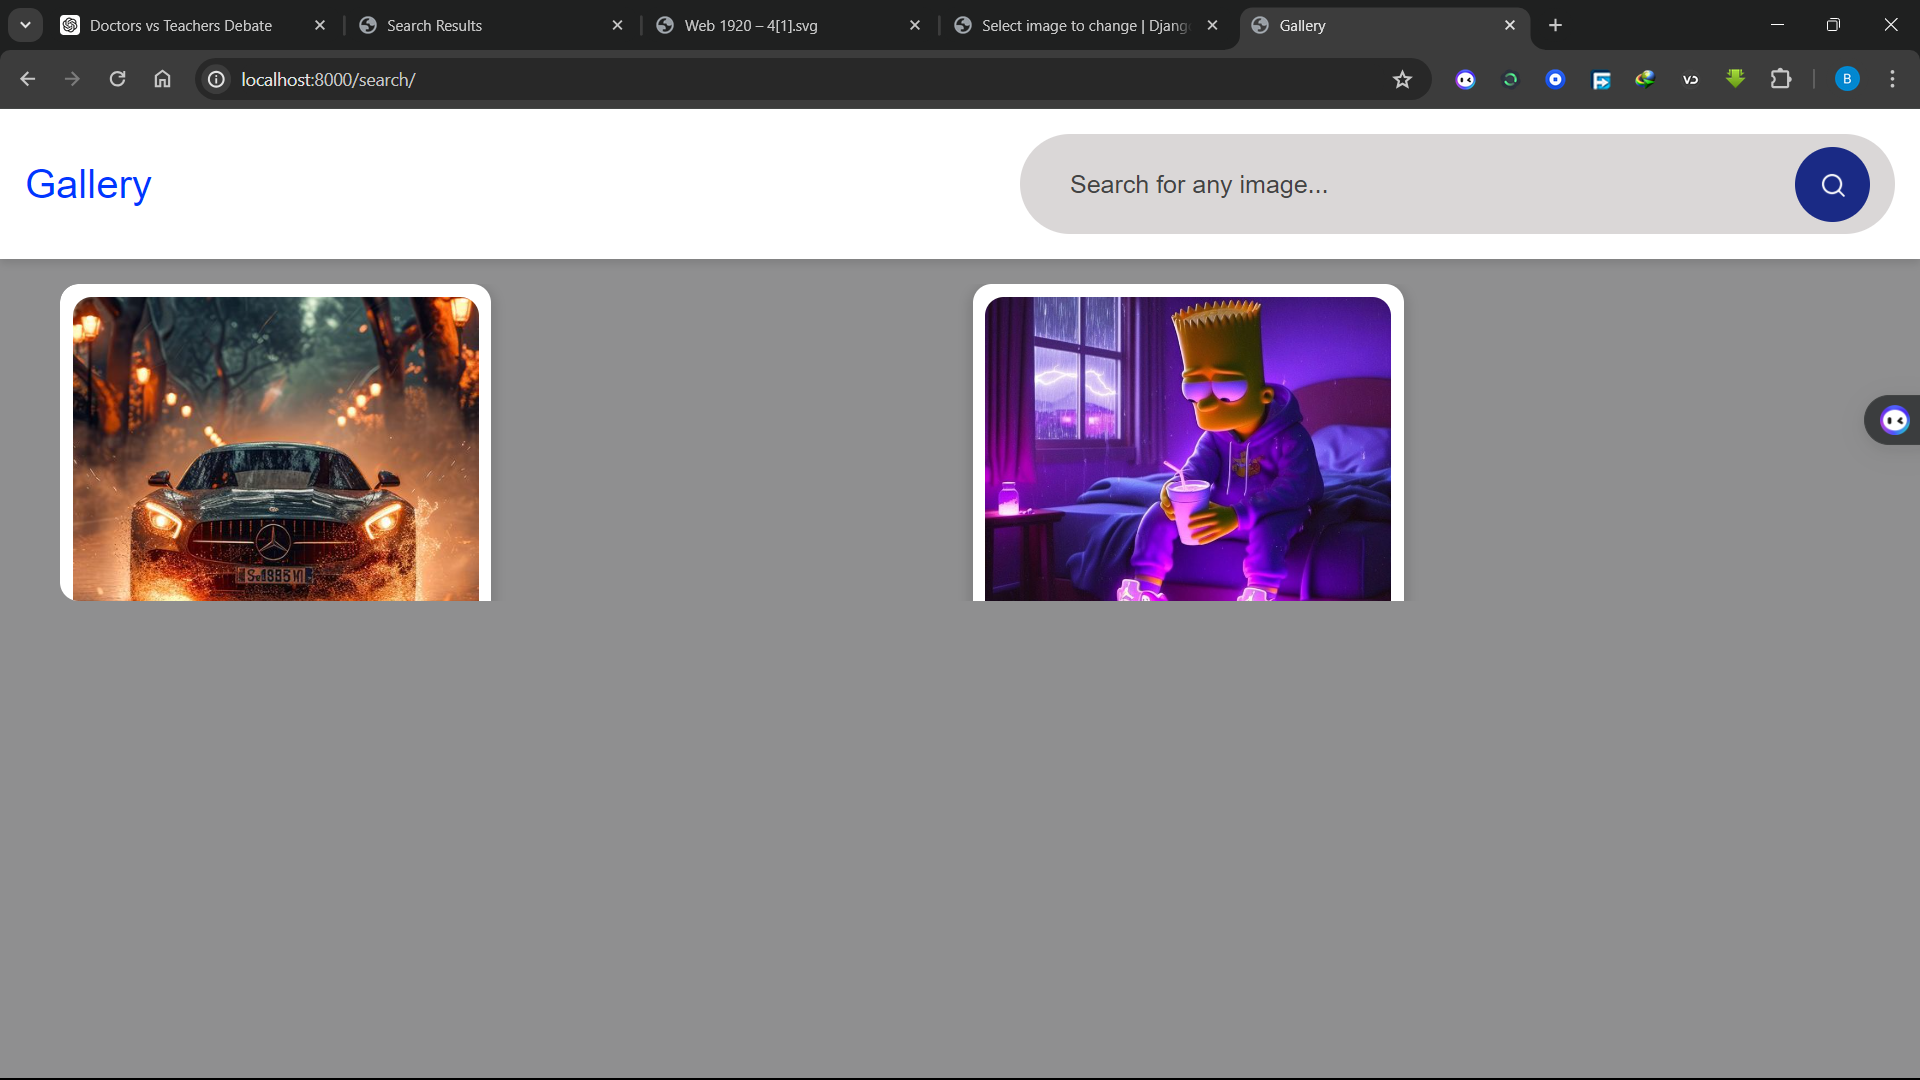 Doctors vs Teachers Debate
Search Results
Web 1920 – 4[1].svg
Select image to change | Djang
Gallery
localhost:8000/search/
B
Gallery
Search for any image...